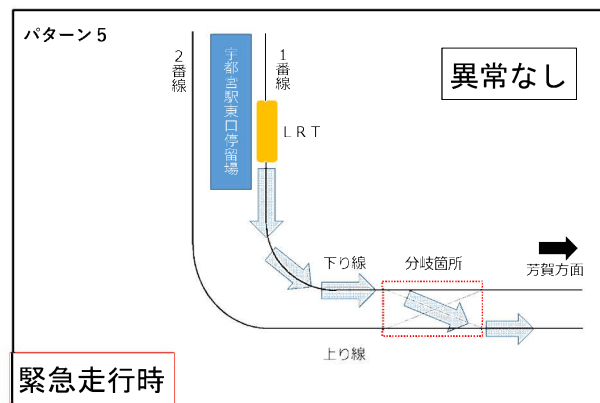 パターン５
２番線
宇都宮駅東口停留場
１番線
異常なし
ＬＲＴ
下り線
分岐箇所
芳賀方面
上り線
緊急走行時